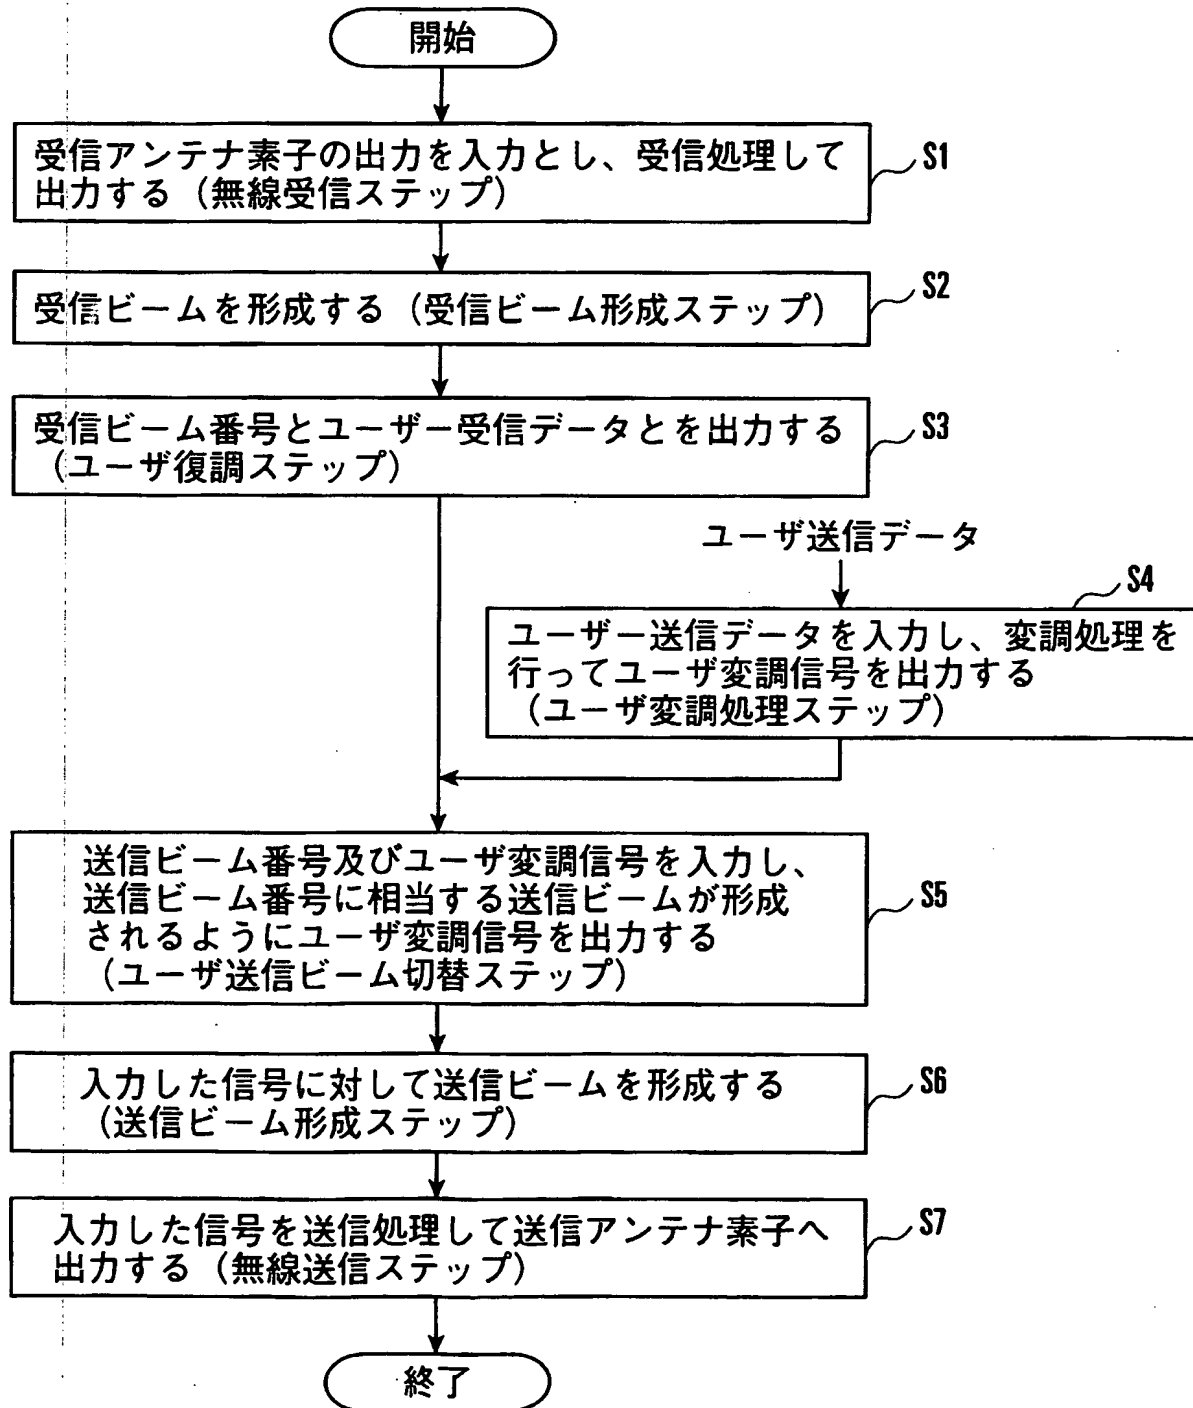 開始
受信アンテナ素子の出力を入力とし、受信処理して
出力する（無線受信ステップ）
S1
受信ビームを形成する（受信ビーム形成ステップ）
S2
受信ビーム番号とユーザー受信データとを出力する
（ユーザ復調ステップ）
S3
ユーザ送信データ
S4
ユーザー送信データを入力し、変調処理を
行ってユーザ変調信号を出力する
（ユーザ変調処理ステップ）
送信ビーム番号及びユーザ変調信号を入力し、
送信ビーム番号に相当する送信ビームが形成
されるようにユーザ変調信号を出力する
（ユーザ送信ビーム切替ステップ）
S5
入力した信号に対して送信ビームを形成する
（送信ビーム形成ステップ）
S6
入力した信号を送信処理して送信アンテナ素子へ
出力する（無線送信ステップ）
S7
終了